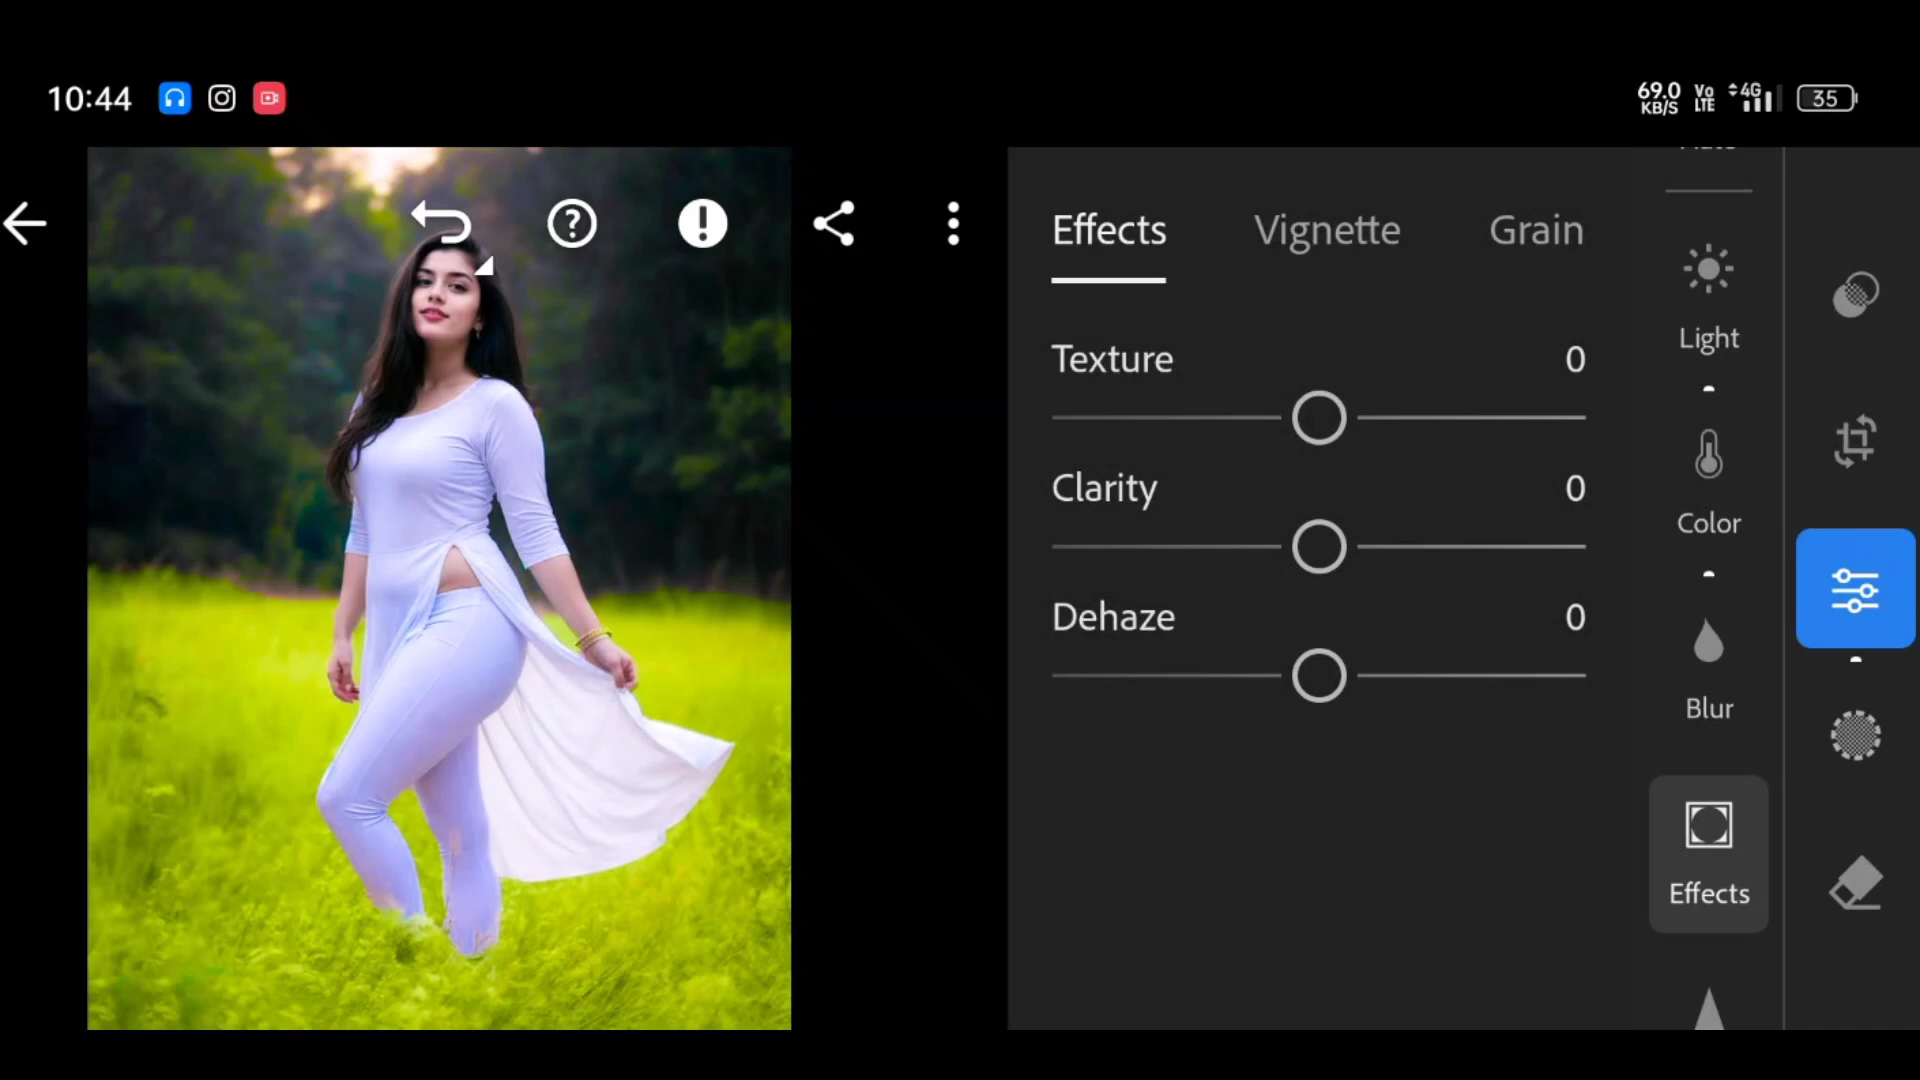 10:44
69.0 KB/S Vo LTE 4G 35
Effects Vignette Grain
Texture 0
Clarity 0
Dehaze 0
Light
Color
Blur
Effects